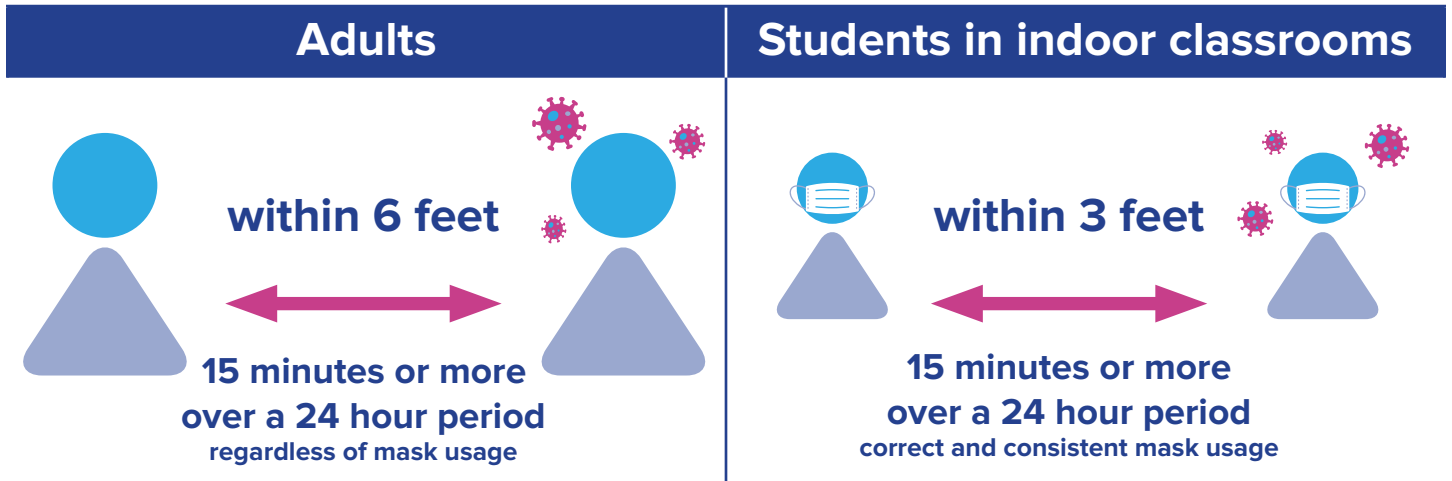 Adults
within 6 feet
15 minutes or more
over a 24 hour period
regardless of mask usage
Students in indoor classrooms
within 3 feet
15 minutes or more
over a 24 hour period
correct and consistent mask usage